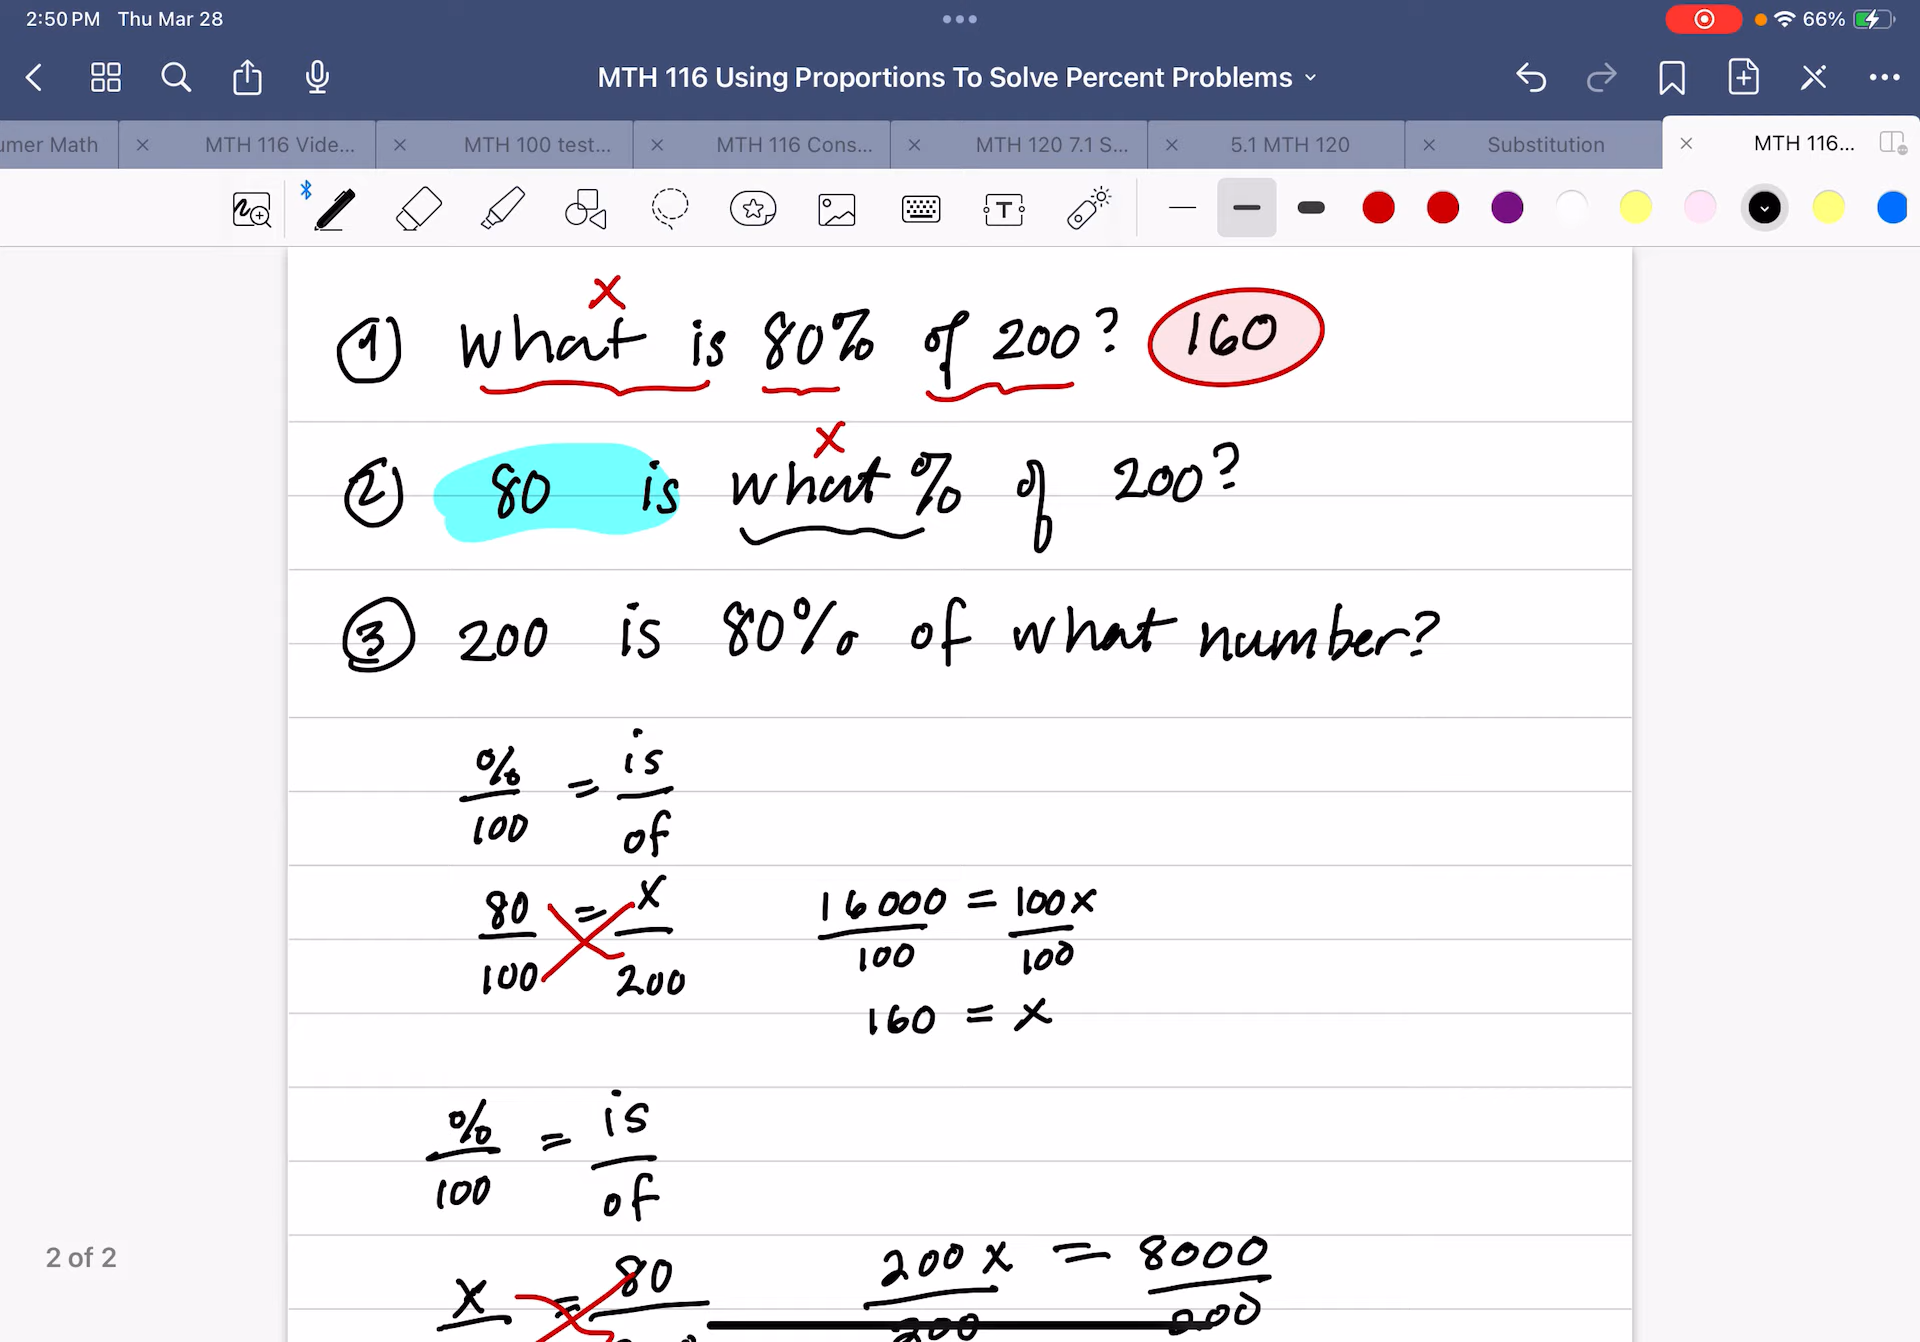 2:50 PM Thu Mar 28
66%
MTH 116 Using Proportions To Solve Percent Problems
umer Math
MTH 116 Vide...
MTH 100 test...
MTH 116 Cons...
MTH 120 7.1 S...
5.1 MTH 120
Substitution
MTH 116...
T
x
① what is 80% of 200? 160
x
② 80 is what % of 200?
③ 200 is 80% of what number?
%/100 = is/of
80/100 = x/200
16000/100 = 100x/100
160 = x
%/100 = is/of
x = 80
200x/200 = 8000/200
2 of 2